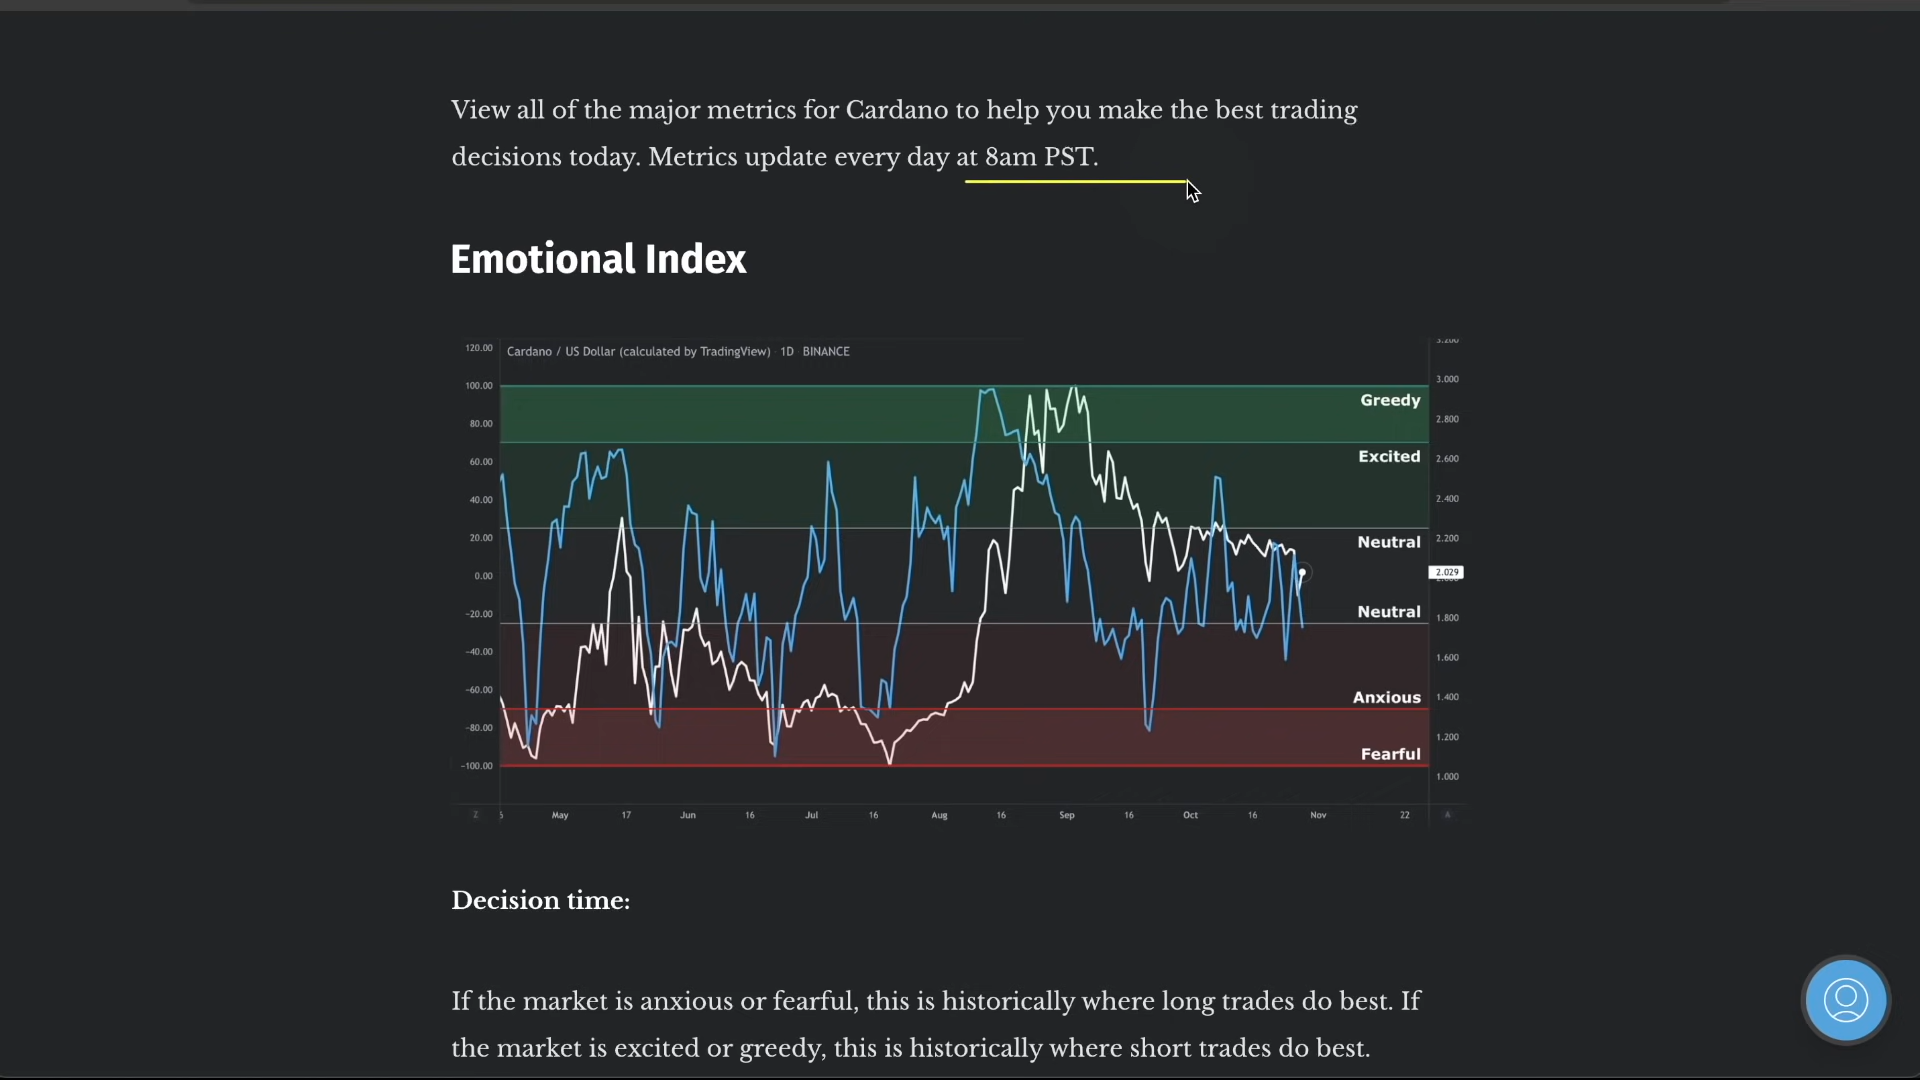 View all of the major metrics for Cardano to help you make the best trading
decisions today. Metrics update every day at 8am PST.
Emotional Index
Cardano / US Dollar (calculated by TradingView) · 1D · BINANCE
120.00
100.00
80.00
60.00
40.00
20.00
0.00
-20.00
-40.00
-60.00
-80.00
-100.00
Greedy
Excited
Neutral
Neutral
Anxious
Fearful
3.200
3.000
2.800
2.600
2.400
2.200
2.029
1.800
1.600
1.400
1.200
1.000
Z
May 17 Jun 16 Jul 16 Aug 16 Sep 16 Oct 16 Nov 22
A
Decision time:
If the market is anxious or fearful, this is historically where long trades do best. If
the market is excited or greedy, this is historically where short trades do best.